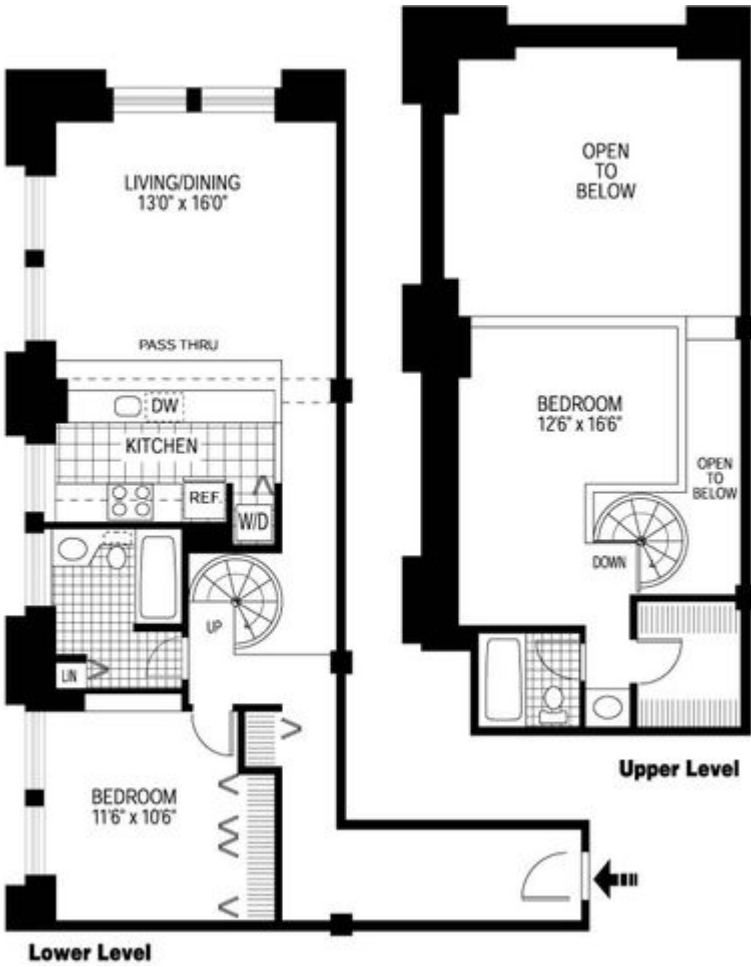 LIVING/DINING
13'0" x 16'0"
PASS THRU
DW
KITCHEN
REF.
W/D
UP
LIN
BEDROOM
11'6" x 10'6"
Lower Level
OPEN
TO
BELOW
BEDROOM
12'6" x 16'6"
OPEN
TO
BELOW
DOWN
Upper Level